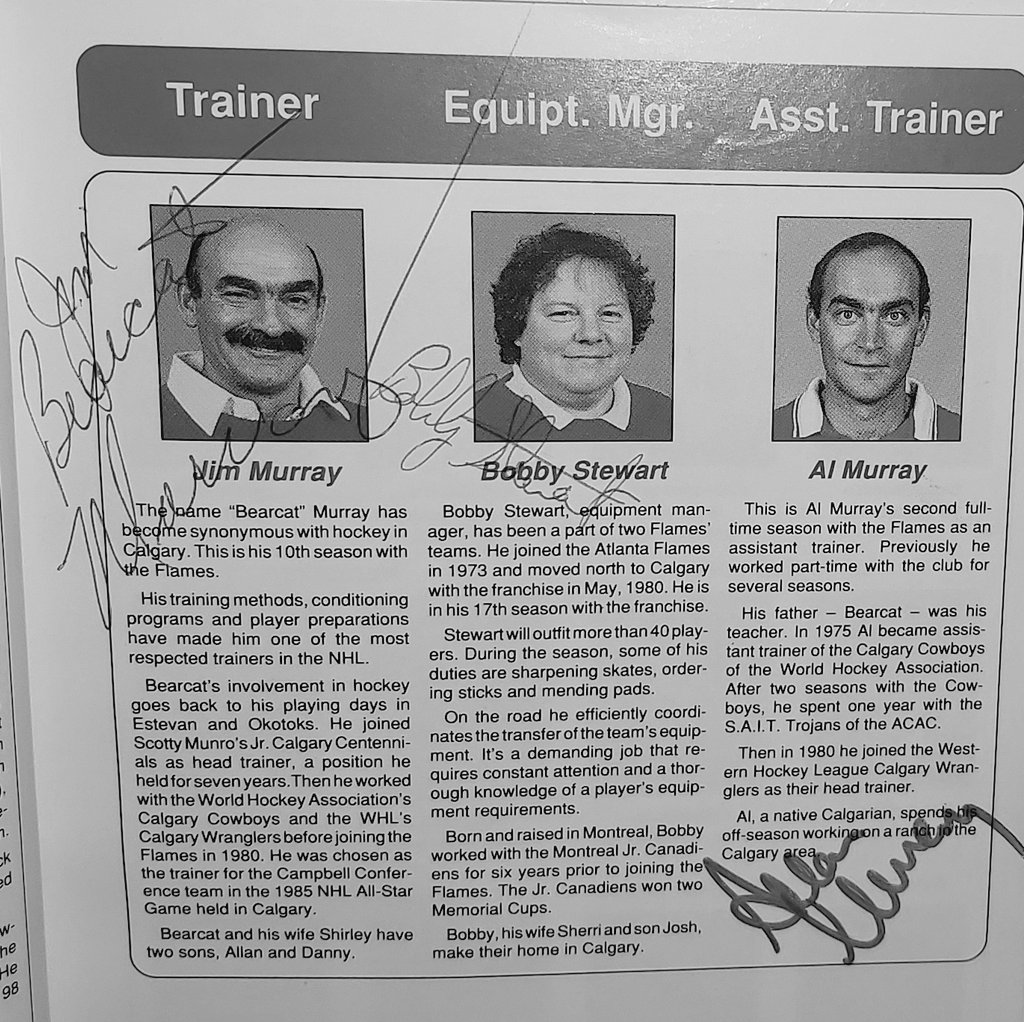 Trainer
Equipt. Mgr.
Asst. Trainer
Jim
Bearcat
Murray
Jim Murray
The name “Bearcat” Murray has
become synonymous with hockey in
Calgary. This is his 10th season with
the Flames.
His training methods, conditioning
programs and player preparations
have made him one of the most
respected trainers in the NHL.
Bearcat's involvement in hockey
goes back to his playing days in
Estevan and Okotoks. He joined
Scotty Munro's Jr. Calgary Centenni-
als as head trainer, a position he
held for seven years. Then he worked
with the World Hockey Association's
Calgary Cowboys and the WHL's
Calgary Wranglers before joining the
Flames in 1980. He was chosen as
the trainer for the Campbell Confer-
ence team in the 1985 NHL All-Star
Game held in Calgary.
Bearcat and his wife Shirley have
two sons, Allan and Danny.
Bobby Stewart
Bobby Stewart
Bobby Stewart, equipment man-
ager, has been a part of two Flames'
teams. He joined the Atlanta Flames
in 1973 and moved north to Calgary
with the franchise in May, 1980. He is
in his 17th season with the franchise.
Stewart will outfit more than 40 play-
ers. During the season, some of his
duties are sharpening skates, order-
ing sticks and mending pads.
On the road he efficiently coordi-
nates the transfer of the team's equip-
ment. It's a demanding job that re-
quires constant attention and a thor-
ough knowledge of a player's equip-
ment requirements.
Born and raised in Montreal, Bobby
worked with the Montreal Jr. Canadi-
ens for six years prior to joining the
Flames. The Jr. Canadiens won two
Memorial Cups.
Bobby, his wife Sherri and son Josh,
make their home in Calgary.
Al Murray
This is Al Murray's second full-
time season with the Flames as an
assistant trainer. Previously he
worked part-time with the club for
several seasons.
His father – Bearcat – was his
teacher. In 1975 Al became assis-
tant trainer of the Calgary Cowboys
of the World Hockey Association.
After two seasons with the Cow-
boys, he spent one year with the
S.A.I.T. Trojans of the ACAC.
Then in 1980 he joined the West-
ern Hockey League Calgary Wran-
glers as their head trainer.
Al, a native Calgarian, spends his
off-season working on a ranch in the
Calgary area.
Allan
Murray
He
98